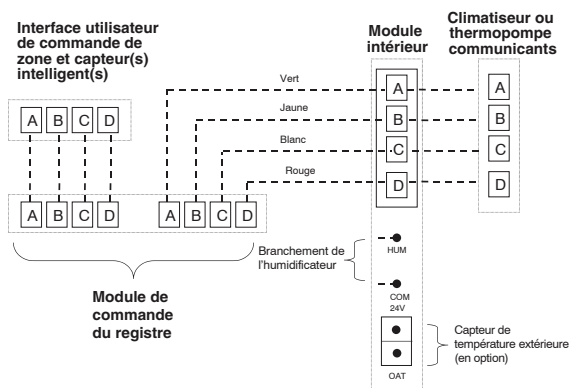 Interface utilisateur
de commande de
zone et capteur(s)
intelligent(s)
Module
intérieur
Climatiseur ou
thermopompe
communicants
A B C D
A B C D
A B C D
Vert
Jaune
Blanc
Rouge
A
B
C
D
A
B
C
D
Module de
commande
du registre
Branchement de
l'humidificateur
HUM
COM
24V
OAT
Capteur de
température extérieure
(en option)